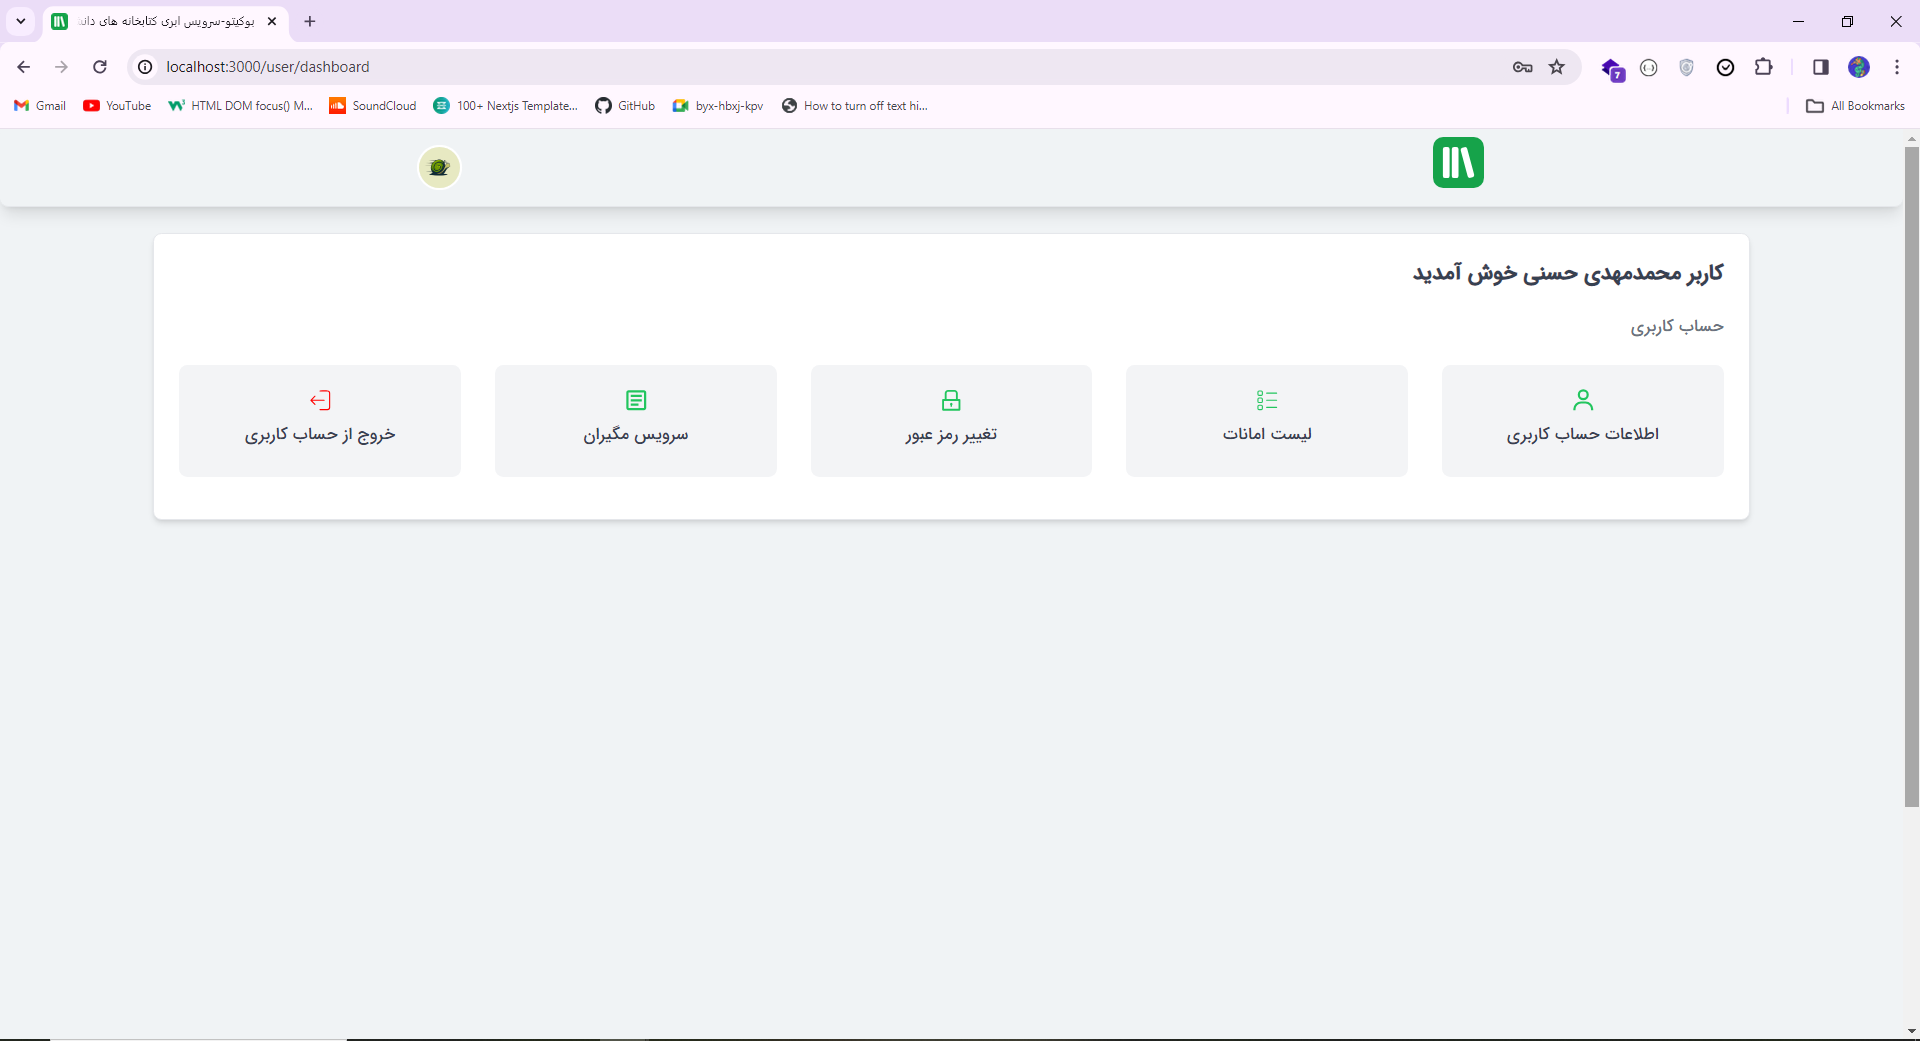 بوکیتو-سرویس ابری کتابخانه های
localhost:3000/user/dashboard
7
Gmail YouTube HTML DOM focus() M... SoundCloud 100+ Nextjs Template... GitHub byx-hbxj-kpv How to turn off text hi... All Bookmarks
کاربر محمدمهدی حسنی خوش آمدید
حساب کاربری
اطلاعات حساب کاربری
لیست امانات
تغییر رمز عبور
سرویس مگیران
خروج از حساب کاربری